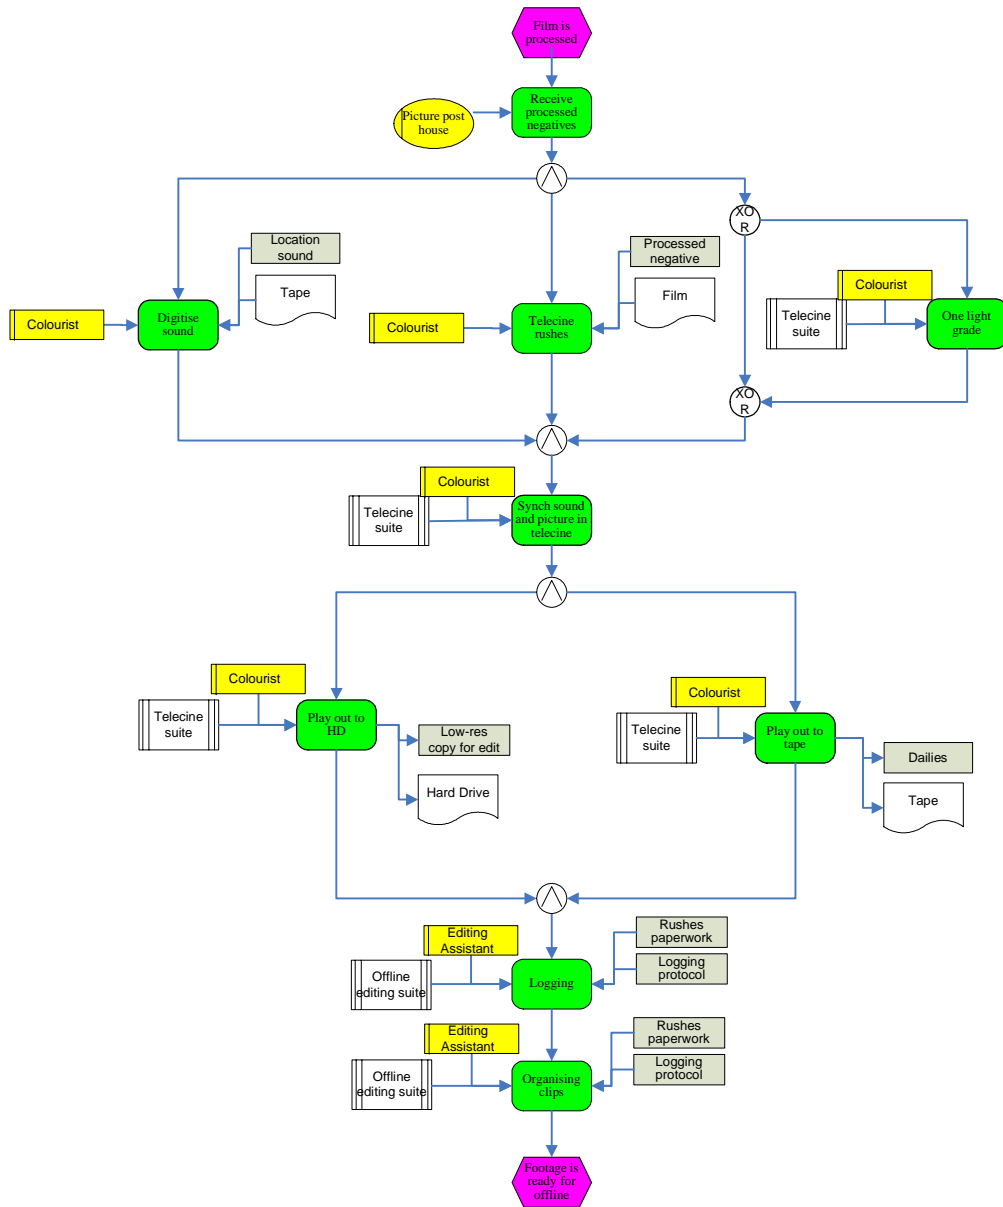 Film is
processed
Receive
processed
negatives
Picture post
house
XO
R
Location
sound
Tape
Colourist
Digitise
sound
Processed
negative
Film
Colourist
Telecine
rushes
Colourist
Telecine
suite
One light
grade
XO
R
Colourist
Telecine
suite
Synch sound
and picture in
telecine
Colourist
Telecine
suite
Play out to
HD
Low-res
copy for edit
Hard Drive
Colourist
Telecine
suite
Play out to
tape
Dailies
Tape
Editing
Assistant
Offline
editing suite
Logging
Rushes
paperwork
Logging
protocol
Editing
Assistant
Offline
editing suite
Organising
clips
Rushes
paperwork
Logging
protocol
Footage is
ready for
offline